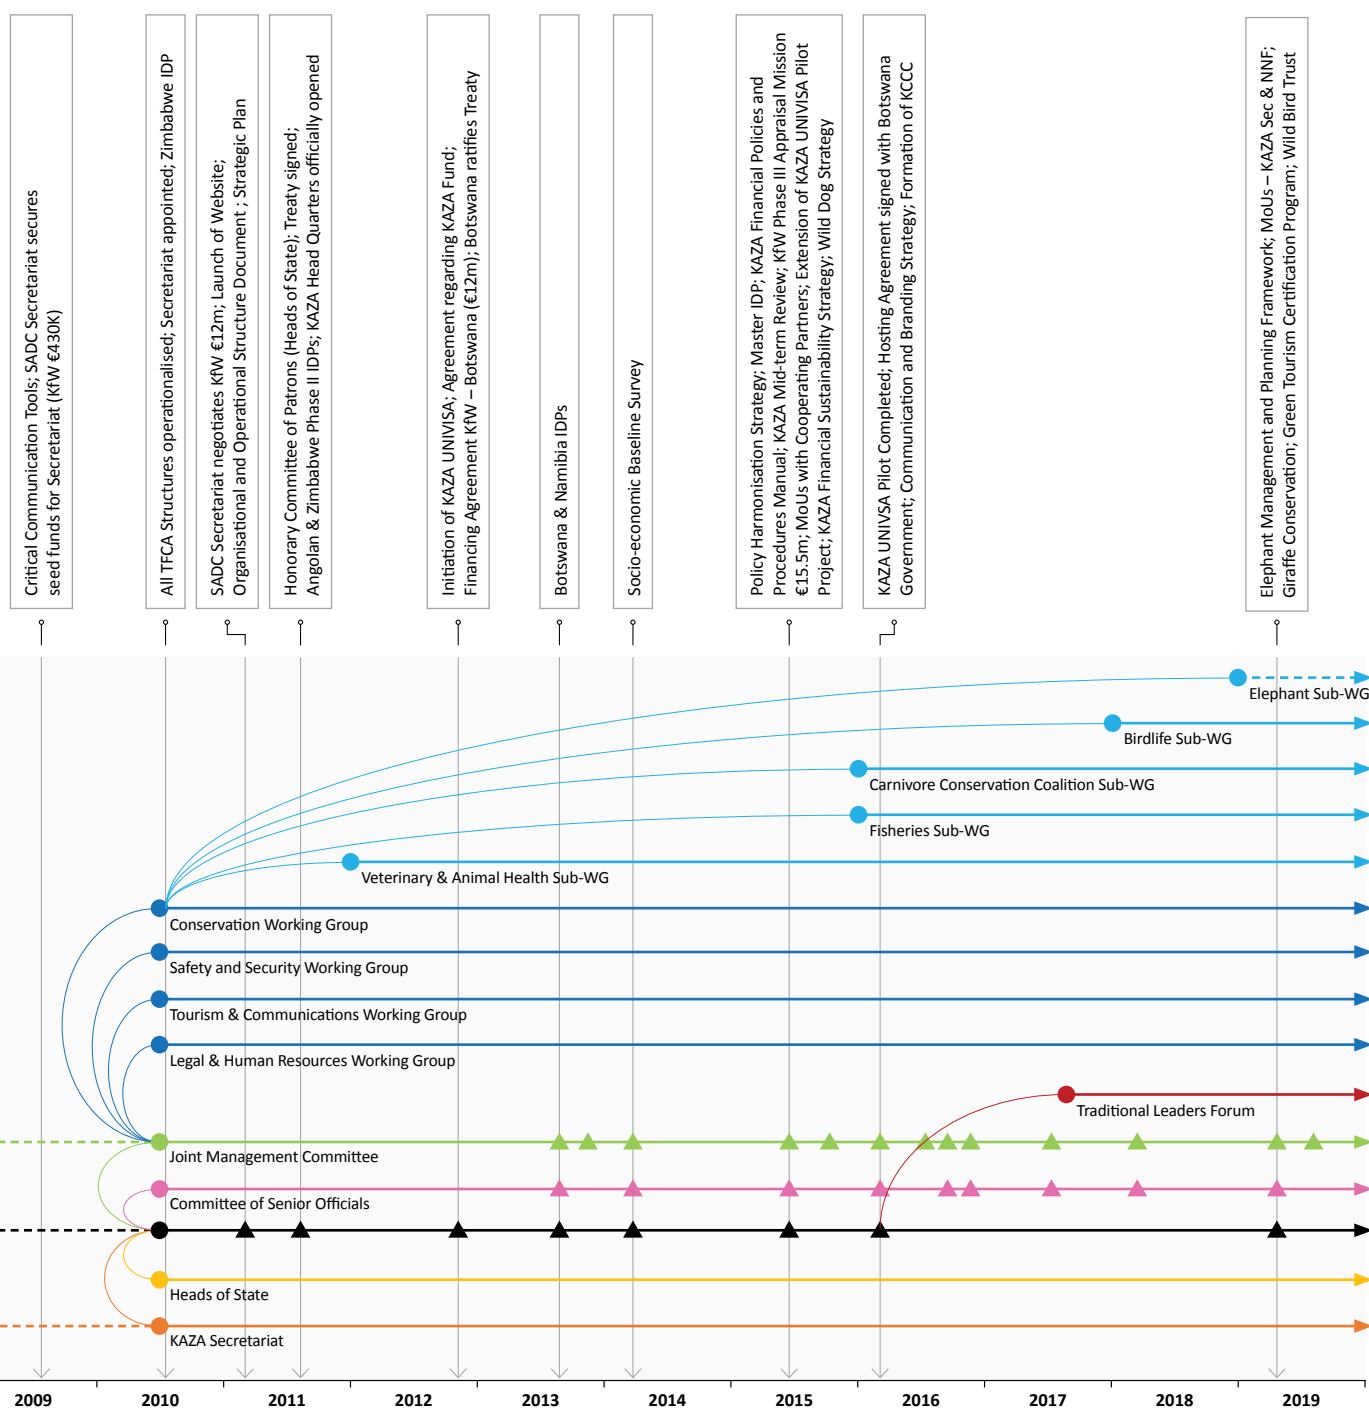 Critical Communication Tools; SADC Secretariat secures
seed funds for Secretariat (KfW €430K)
All TFCA Structures operationalised; Secretariat appointed; Zimbabwe IDP
SADC Secretariat negotiates KfW €12m; Launch of Website;
Organisational and Operational Structure Document ; Strategic Plan
Honorary Committee of Patrons (Heads of State); Treaty signed;
Angolan & Zimbabwe Phase II IDPs; KAZA Head Quarters officially opened
Initiation of KAZA UNIVISA; Agreement regarding KAZA Fund;
Financing Agreement KfW – Botswana (€12m); Botswana ratifies Treaty
Botswana & Namibia IDPs
Socio-economic Baseline Survey
Policy Harmonisation Strategy; Master IDP; KAZA Financial Policies and
Procedures Manual; KAZA Mid-term Review; KfW Phase III Appraisal Mission
€15.5m; MoUs with Cooperating Partners; Extension of KAZA UNIVISA Pilot
Project; KAZA Financial Sustainability Strategy; Wild Dog Strategy
KAZA UNIVSA Pilot Completed; Hosting Agreement signed with Botswana
Government; Communication and Branding Strategy; Formation of KCCC
Elephant Management and Planning Framework; MoUs – KAZA Sec & NNF;
Giraffe Conservation; Green Tourism Certification Program; Wild Bird Trust
Elephant Sub-WG
Birdlife Sub-WG
Carnivore Conservation Coalition Sub-WG
Fisheries Sub-WG
Veterinary & Animal Health Sub-WG
Conservation Working Group
Safety and Security Working Group
Tourism & Communications Working Group
Legal & Human Resources Working Group
Traditional Leaders Forum
Joint Management Committee
Committee of Senior Officials
Heads of State
KAZA Secretariat
2009 2010 2011 2012 2013 2014 2015 2016 2017 2018 2019